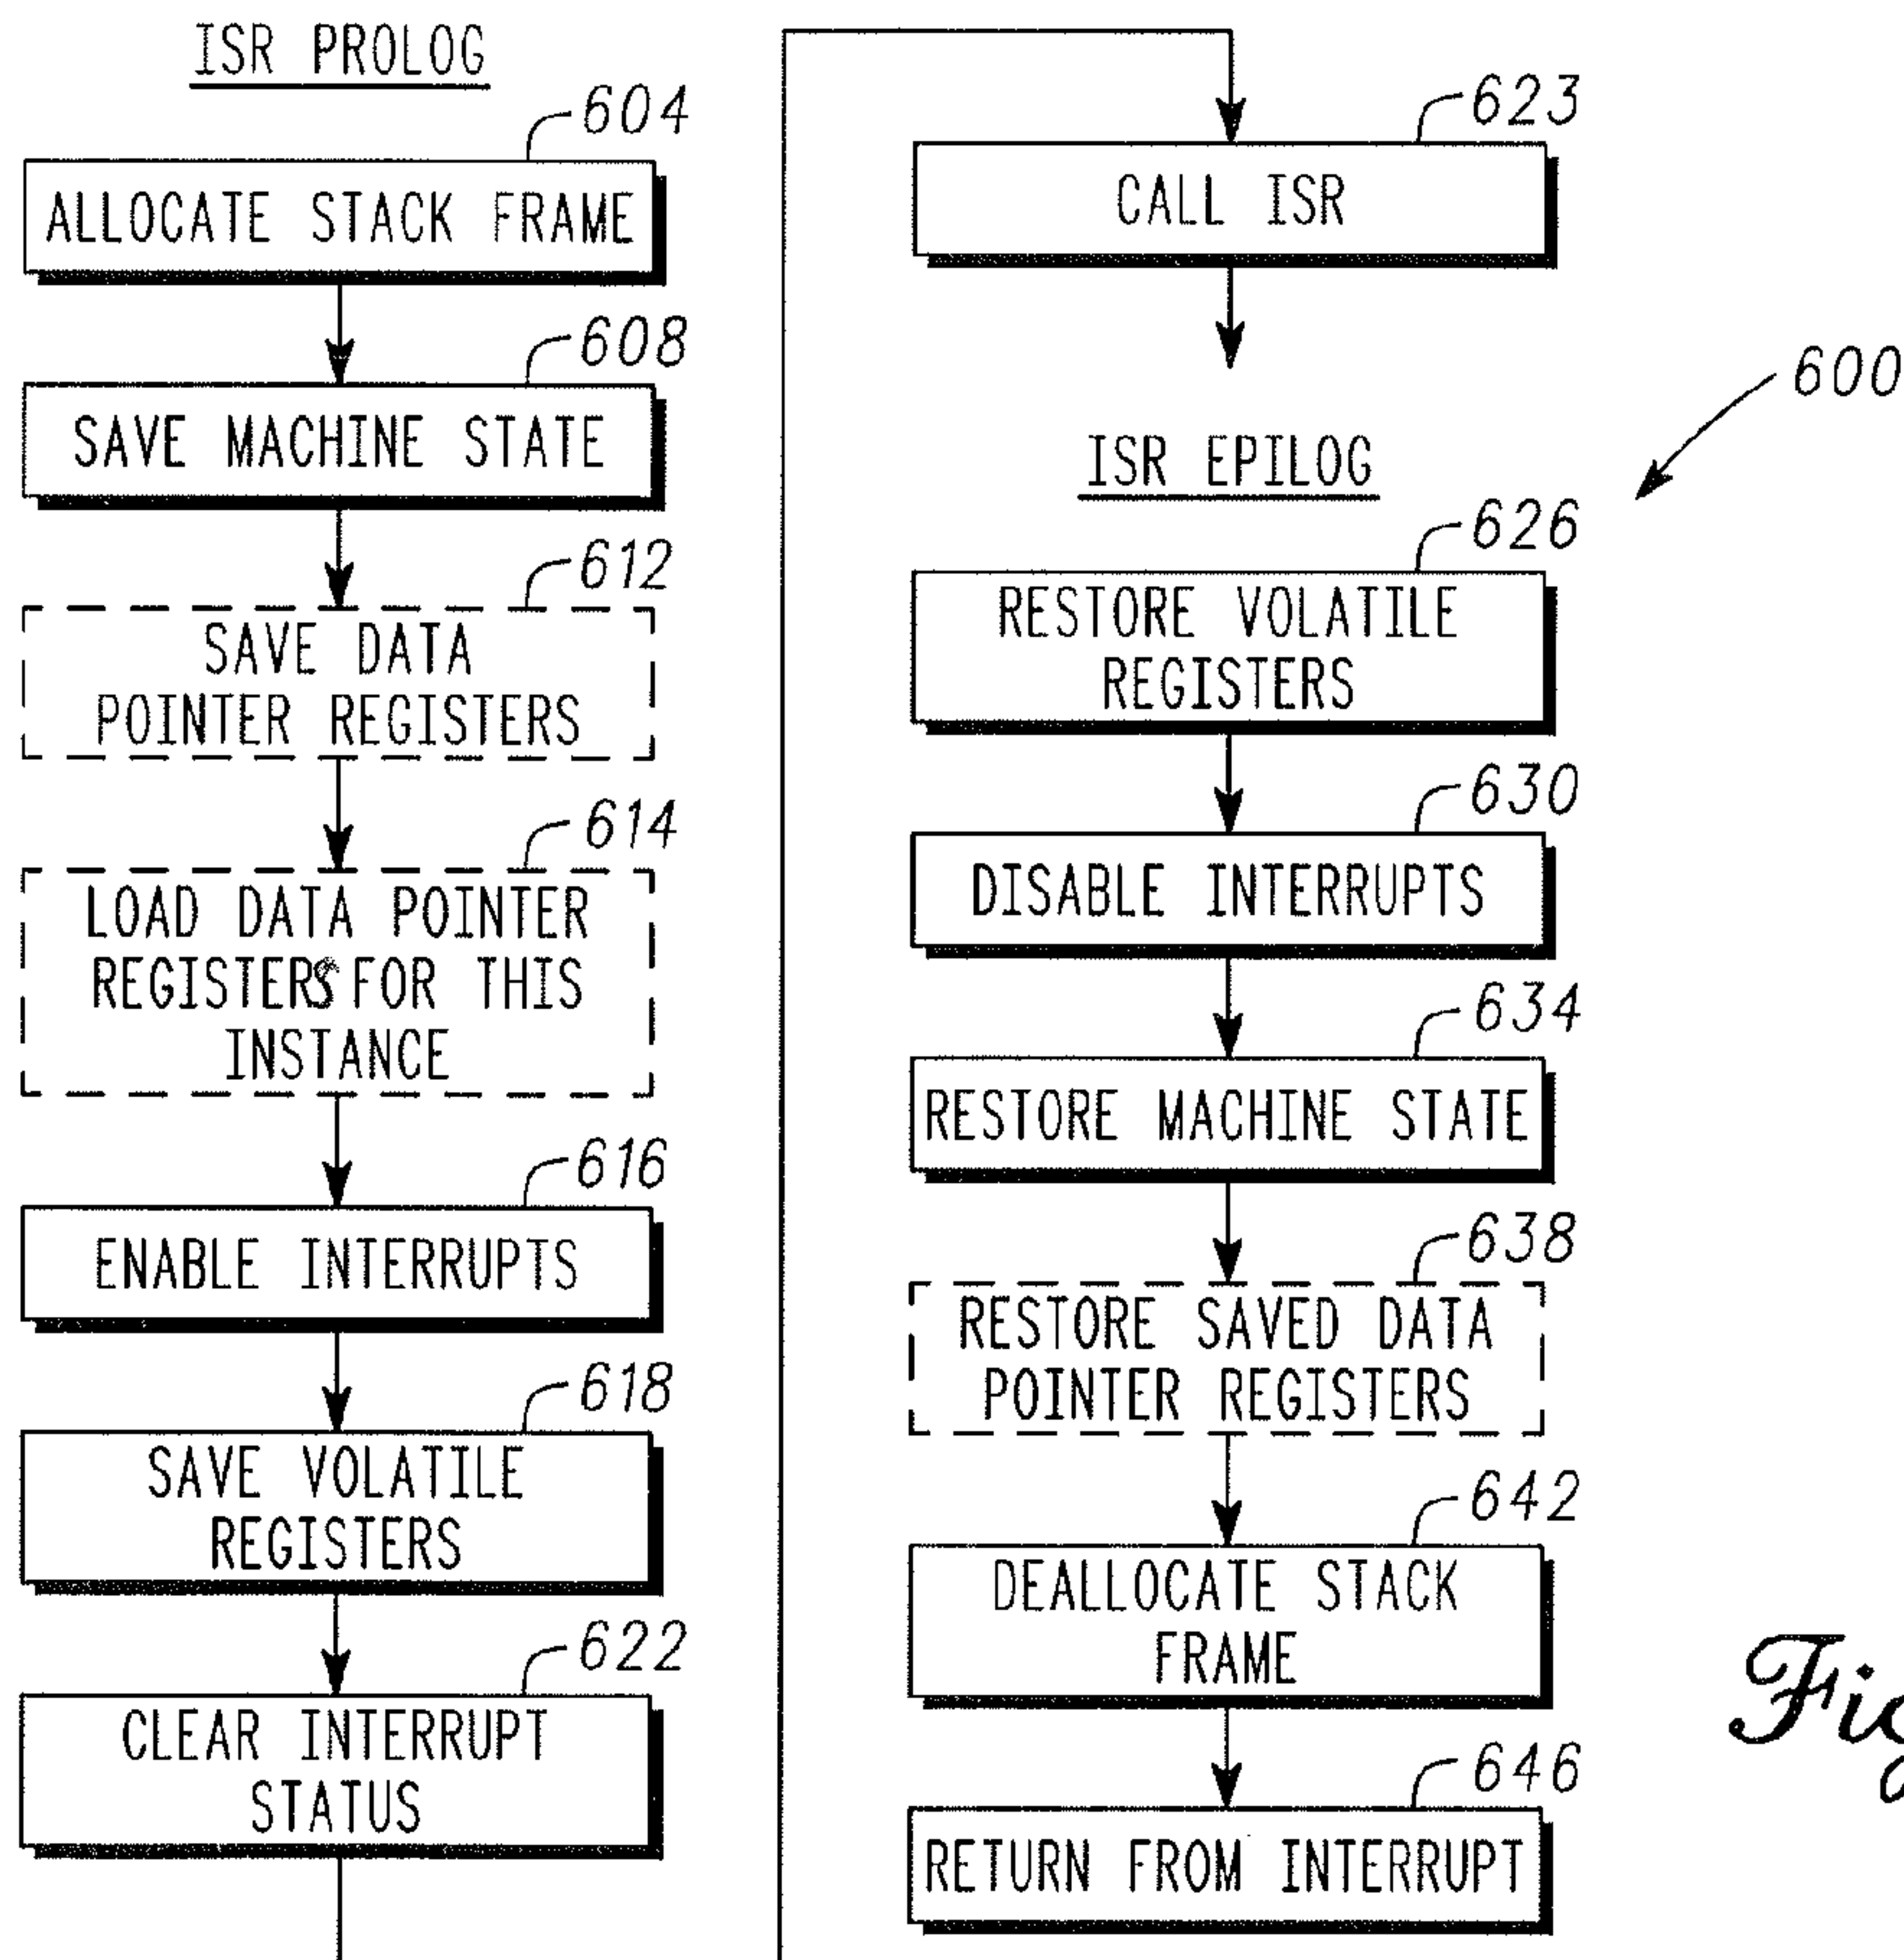 ISR PROLOG
604
ALLOCATE STACK FRAME
608
SAVE MACHINE STATE
612
SAVE DATA
POINTER REGISTERS
614
LOAD DATA POINTER
REGISTERS FOR THIS
INSTANCE
616
ENABLE INTERRUPTS
618
SAVE VOLATILE
REGISTERS
622
CLEAR INTERRUPT
STATUS
623
CALL ISR
600
ISR EPILOG
626
RESTORE VOLATILE
REGISTERS
630
DISABLE INTERRUPTS
634
RESTORE MACHINE STATE
638
RESTORE SAVED DATA
POINTER REGISTERS
642
DEALLOCATE STACK
FRAME
646
RETURN FROM INTERRUPT